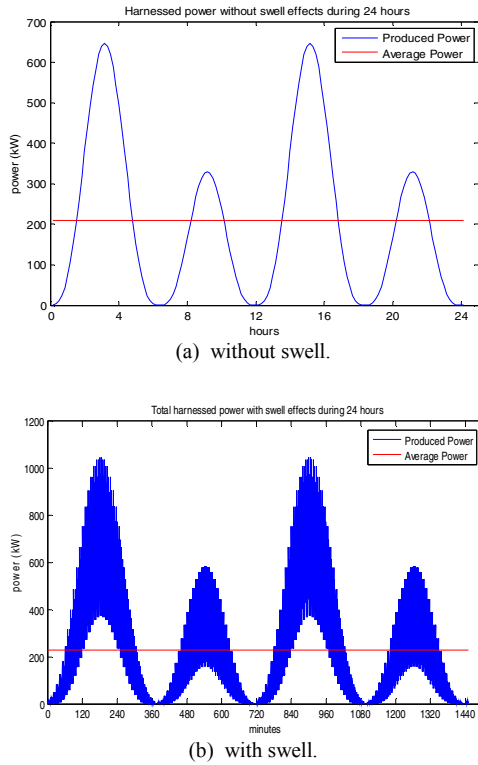 Harnessed power without swell effects during 24 hours
700
600
500
400
300
200
100
0
power (kW)
Produced Power
Average Power
0 4 8 12 16 20 24
hours
(a) without swell.
Total harnessed power with swell effects during 24 hours
1200
1000
800
600
400
200
0
power (kW)
Produced Power
Average Power
0 120 240 360 480 600 720 840 960 1080 1200 1320 1440
minutes
(b) with swell.